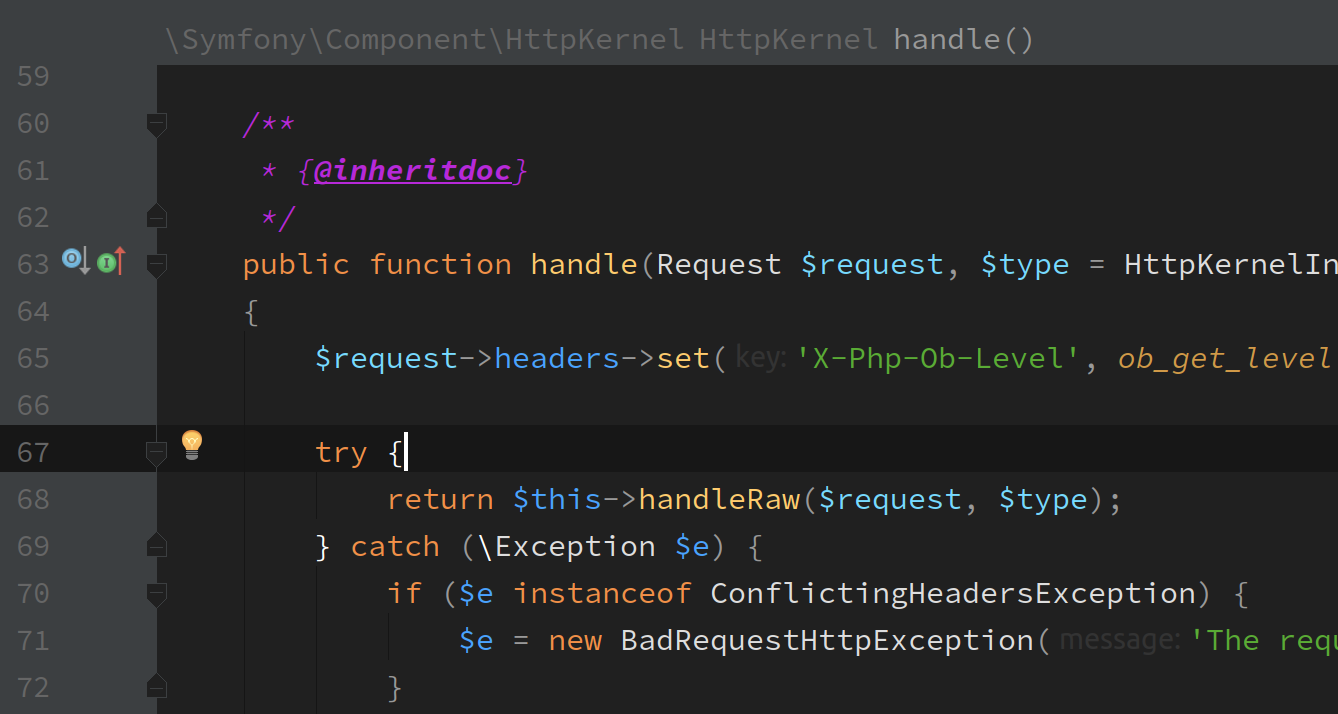 \Symfony\Component\HttpKernel HttpKernel handle()
59
60 /**
61 * {@inheritdoc}
62 */
63 O I public function handle(Request $request, $type = HttpKernelIn
64 {
65 $request->headers->set( key: 'X-Php-Ob-Level', ob_get_level
66
67 try {
68 return $this->handleRaw($request, $type);
69 } catch (\Exception $e) {
70 if ($e instanceof ConflictingHeadersException) {
71 $e = new BadRequestHttpException( message: 'The requ
72 }